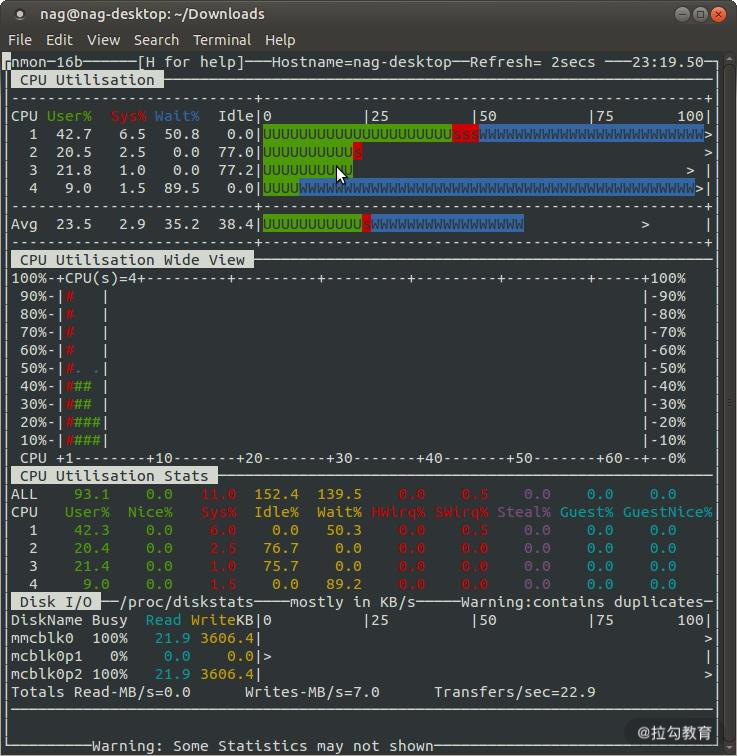 nag@nag-desktop: ~/Downloads
File Edit View Search Terminal Help
nmon─16b──────[H for help]───Hostname=nag-desktop──Refresh= 2secs ───23:19.50─
CPU Utilisation
---------------------------+-------------------------------------------------+
CPU User% Sys% Wait% Idle|0 |25 |50 |75 100|
1 42.7 6.5 50.8 0.0|UUUUUUUUUUUUUUUUUUUUUsssWWWWWWWWWWWWWWWWWWWWWWWWW>
2 20.5 2.5 0.0 77.0|UUUUUUUUUUs >
3 21.8 1.0 0.0 77.2|UUUUUUUUUU > |
4 9.0 1.5 89.5 0.0|UUUUWWWWWWWWWWWWWWWWWWWWWWWWWWWWWWWWWWWWWWWWWWWW>|
---------------------------+-------------------------------------------------+
Avg 23.5 2.9 35.2 38.4|UUUUUUUUUUUsWWWWWWWWWWWWWWWWW > |
---------------------------+-------------------------------------------------+
CPU Utilisation Wide View
100%-+CPU(s)=4+---------+---------+---------+---------+---------+-----+100%
90%-|# | |-90%
80%-|# | |-80%
70%-|# | |-70%
60%-|# | |-60%
50%-|#. .| |-50%
40%-|### | |-40%
30%-|### | |-30%
20%-|####| |-20%
10%-|####| |-10%
CPU +1--------+10-------+20-------+30-------+40-------+50-------+60--+--0%
CPU Utilisation Stats
ALL 93.1 0.0 11.0 152.4 139.5 0.0 0.5 0.0 0.0 0.0
CPU User% Nice% Sys% Idle% Wait% HWirq% SWirq% Steal% Guest% GuestNice%
1 42.3 0.0 6.0 0.0 50.3 0.0 0.0 0.0 0.0 0.0
2 20.4 0.0 2.5 76.7 0.0 0.0 0.0 0.0 0.0 0.0
3 21.4 0.0 1.0 75.7 0.0 0.0 0.0 0.0 0.0 0.0
4 9.0 0.0 1.5 0.0 89.2 0.0 0.0 0.0 0.0 0.0
Disk I/O ──/proc/diskstats────mostly in KB/s─────Warning:contains duplicates─
DiskName Busy Read WriteKB|0 |25 |50 |75 100|
mmcblk0 100% 21.9 3606.4| >
mcblk0p1 0% 0.0 0.0|> |
mcblk0p2 100% 21.9 3606.4| >
Totals Read-MB/s=0.0 Writes-MB/s=7.0 Transfers/sec=22.9
Warning: Some Statistics may not shown
@拉勾教育